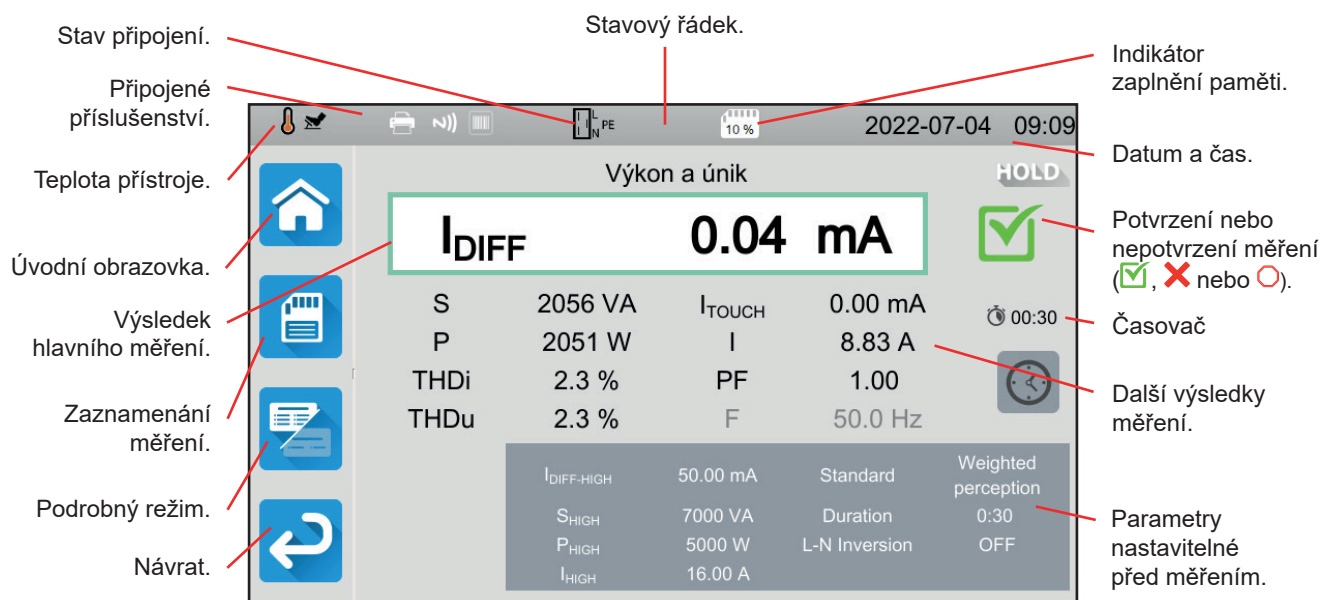 Stavový řádek.
Stav připojení.
Připojené
příslušenství.
Teplota přístroje.
Úvodní obrazovka.
Výsledek
hlavního měření.
Zaznamenání
měření.
Podrobný režim.
Návrat.
L
N
PE
10 %
2022-07-04 09:09
Výkon a únik
HOLD
IDIFF 0.04 mA
S 2056 VA ITOUCH 0.00 mA
P 2051 W I 8.83 A
THDi 2.3 % PF 1.00
THDu 2.3 % F 50.0 Hz
00:30
IDIFF-HIGH 50.00 mA Standard Weighted
perception
SHIGH 7000 VA Duration 0:30
PHIGH 5000 W L-N Inversion OFF
IHIGH 16.00 A
Indikátor
zaplnění paměti.
Datum a čas.
Potvrzení nebo
nepotvrzení měření
(☑, ✕ nebo ⎔).
Časovač
Další výsledky
měření.
Parametry
nastavitelné
před měřením.